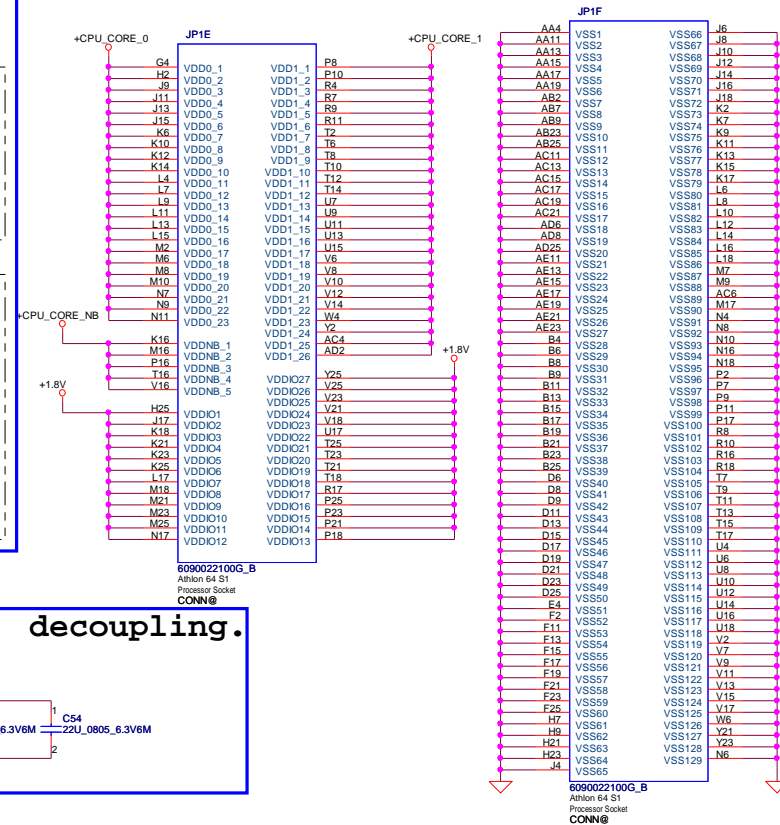 JP1E
+CPU_CORE_0
+CPU_CORE_1
G4 VDD0_1 VDD1_1 P8
H2 VDD0_2 VDD1_2 P10
J9 VDD0_3 VDD1_3 R4
J11 VDD0_4 VDD1_4 R7
J13 VDD0_5 VDD1_5 R9
J15 VDD0_6 VDD1_6 R11
K6 VDD0_7 VDD1_7 T2
K10 VDD0_8 VDD1_8 T6
K12 VDD0_9 VDD1_9 T8
K14 VDD0_10 VDD1_10 T10
L4 VDD0_11 VDD1_11 T12
L7 VDD0_12 VDD1_12 T14
L9 VDD0_13 VDD1_13 U7
L11 VDD0_14 VDD1_14 U9
L13 VDD0_15 VDD1_15 U11
L15 VDD0_16 VDD1_16 U13
M2 VDD0_17 VDD1_17 U15
M6 VDD0_18 VDD1_18 V6
M8 VDD0_19 VDD1_19 V8
M10 VDD0_20 VDD1_20 V10
N7 VDD0_21 VDD1_21 V12
N9 VDD0_22 VDD1_22 V14
N11 VDD0_23 VDD1_23 W4
+CPU_CORE_NB
VDD1_24 Y2
K16 VDDNB_1 VDD1_25 AC4
M16 VDDNB_2 VDD1_26 AD2
+1.8V
P16 VDDNB_3
T16 VDDNB_4 VDDIO27 Y25
V16 VDDNB_5 VDDIO26 V25
+1.8V
VDDIO25 V23
H25 VDDIO1 VDDIO24 V21
J17 VDDIO2 VDDIO23 V18
K18 VDDIO3 VDDIO22 U17
K21 VDDIO4 VDDIO21 T25
K23 VDDIO5 VDDIO20 T23
K25 VDDIO6 VDDIO19 T21
L17 VDDIO7 VDDIO18 T18
M18 VDDIO8 VDDIO17 R17
M21 VDDIO9 VDDIO16 P25
M23 VDDIO10 VDDIO15 P23
M25 VDDIO11 VDDIO14 P21
N17 VDDIO12 VDDIO13 P18
6090022100G_B
Athlon 64 S1
Processor Socket
CONN@
decoupling.
1
C54
6.3V6M
22U_0805_6.3V6M
2
JP1F
AA4 VSS1 VSS66 J6
AA11 VSS2 VSS67 J8
AA13 VSS3 VSS68 J10
AA15 VSS4 VSS69 J12
AA17 VSS5 VSS70 J14
AA19 VSS6 VSS71 J16
AB2 VSS7 VSS72 J18
AB7 VSS8 VSS73 K2
AB9 VSS9 VSS74 K7
AB23 VSS10 VSS75 K9
AB25 VSS11 VSS76 K11
AC11 VSS12 VSS77 K13
AC13 VSS13 VSS78 K15
AC15 VSS14 VSS79 K17
AC17 VSS15 VSS80 L6
AC19 VSS16 VSS81 L8
AC21 VSS17 VSS82 L10
AD6 VSS18 VSS83 L12
AD8 VSS19 VSS84 L14
AD25 VSS20 VSS85 L16
AE11 VSS21 VSS86 L18
AE13 VSS22 VSS87 M7
AE15 VSS23 VSS88 M9
AE17 VSS24 VSS89 AC6
AE19 VSS25 VSS90 M17
AE21 VSS26 VSS91 N4
AE23 VSS27 VSS92 N8
B4 VSS28 VSS93 N10
B6 VSS29 VSS94 N16
B8 VSS30 VSS95 N18
B9 VSS31 VSS96 P2
B11 VSS32 VSS97 P7
B13 VSS33 VSS98 P9
B15 VSS34 VSS99 P11
B17 VSS35 VSS100 P17
B19 VSS36 VSS101 R8
B21 VSS37 VSS102 R10
B23 VSS38 VSS103 R16
B25 VSS39 VSS104 R18
D6 VSS40 VSS105 T7
D8 VSS41 VSS106 T9
D9 VSS42 VSS107 T11
D11 VSS43 VSS108 T13
D13 VSS44 VSS109 T15
D15 VSS45 VSS110 T17
D17 VSS46 VSS111 U4
D19 VSS47 VSS112 U6
D21 VSS48 VSS113 U8
D23 VSS49 VSS114 U10
D25 VSS50 VSS115 U12
E4 VSS51 VSS116 U14
F2 VSS52 VSS117 U16
F11 VSS53 VSS118 U18
F13 VSS54 VSS119 V2
F15 VSS55 VSS120 V7
F17 VSS56 VSS121 V9
F19 VSS57 VSS122 V11
F21 VSS58 VSS123 V13
F23 VSS59 VSS124 V15
F25 VSS60 VSS125 V17
H7 VSS61 VSS126 W6
H9 VSS62 VSS127 Y21
H21 VSS63 VSS128 Y23
H23 VSS64 VSS129 N6
J4 VSS65
6090022100G_B
Athlon 64 S1
Processor Socket
CONN@